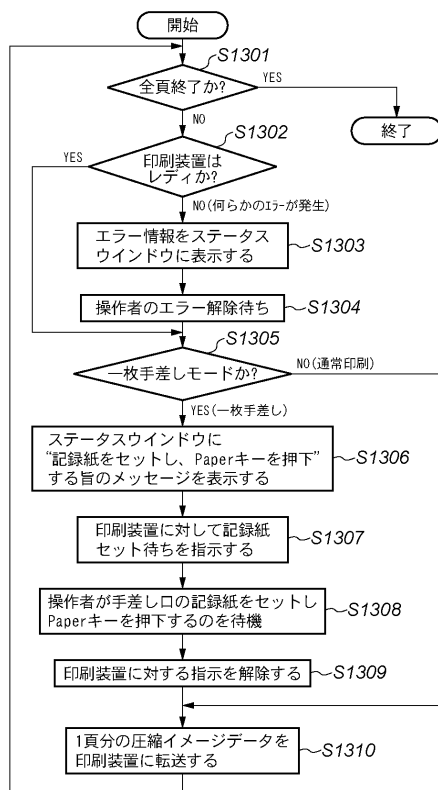 開始
S1301
全頁終了か?
YES
NO
終了
S1302
印刷装置は
レディか?
YES
NO(何らかのエラーが発生)
エラー情報をステータス
ウインドウに表示する
S1303
操作者のエラー解除待ち
S1304
S1305
一枚手差しモードか?
NO(通常印刷)
YES(一枚手差し)
ステータスウインドウに
“記録紙をセットし、Paperキーを押下”
する旨のメッセージを表示する
S1306
印刷装置に対して記録紙
セット待ちを指示する
S1307
操作者が手差し口の記録紙をセットし
Paperキーを押下するのを待機
S1308
印刷装置に対する指示を解除する
S1309
1頁分の圧縮イメージデータを
印刷装置に転送する
S1310